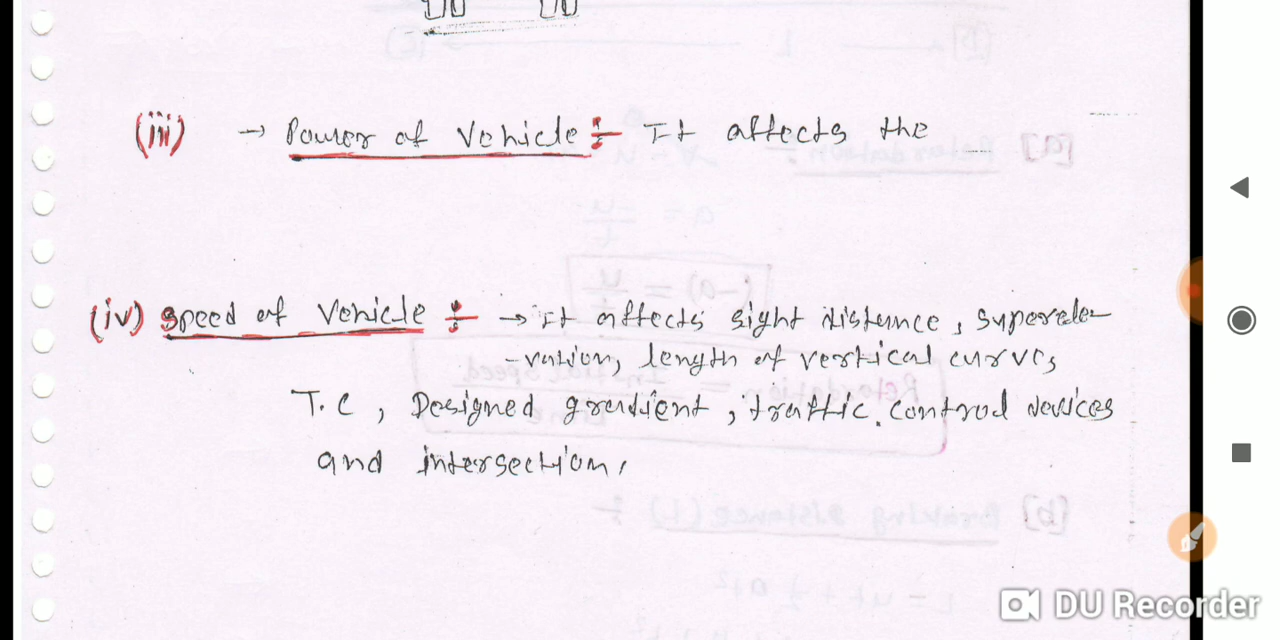 (iii) → Power of Vehicle ÷ It affects the
(iv) Speed of Vehicle ÷ → It affects sight distance, superele-
-vation, length of vertical curve,
T.C, Designed gradient, traffic control devices
and intersection,
DU Recorder